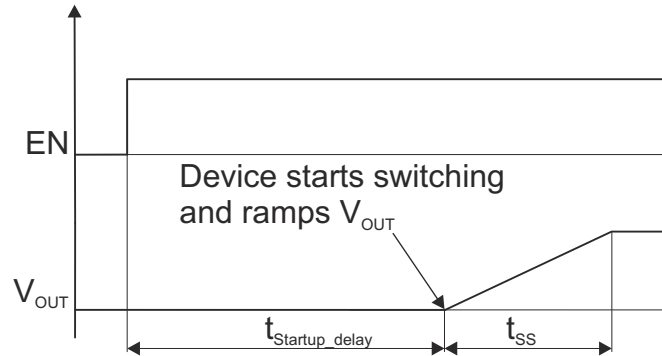 EN
Device starts switching
and ramps VOUT
VOUT
tStartup_delay
tSS